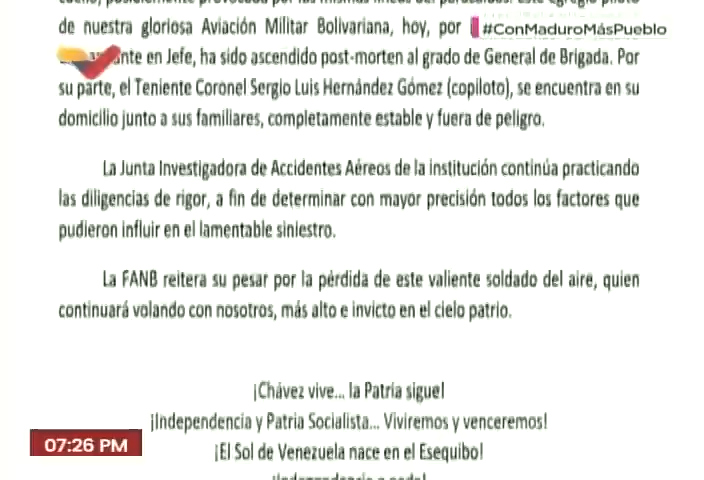 de nuestra gloriosa Aviación Militar Bolivariana, hoy, por
#ConMaduroMásPueblo
en Jefe, ha sido ascendido post-morten al grado de General de Brigada. Por
su parte, el Teniente Coronel Sergio Luis Hernández Gómez (copiloto), se encuentra en su
domicilio junto a sus familiares, completamente estable y fuera de peligro.
La Junta Investigadora de Accidentes Aéreos de la institución continúa practicando
las diligencias de rigor, a fin de determinar con mayor precisión todos los factores que
pudieron influir en el lamentable siniestro.
La FANB reitera su pesar por la pérdida de este valiente soldado del aire, quien
continuará volando con nosotros, más alto e invicto en el cielo patrio.
¡Chávez vive... la Patria sigue!
¡Independencia y Patria Socialista... Viviremos y venceremos!
07:26 PM
¡El Sol de Venezuela nace en el Esequibo!